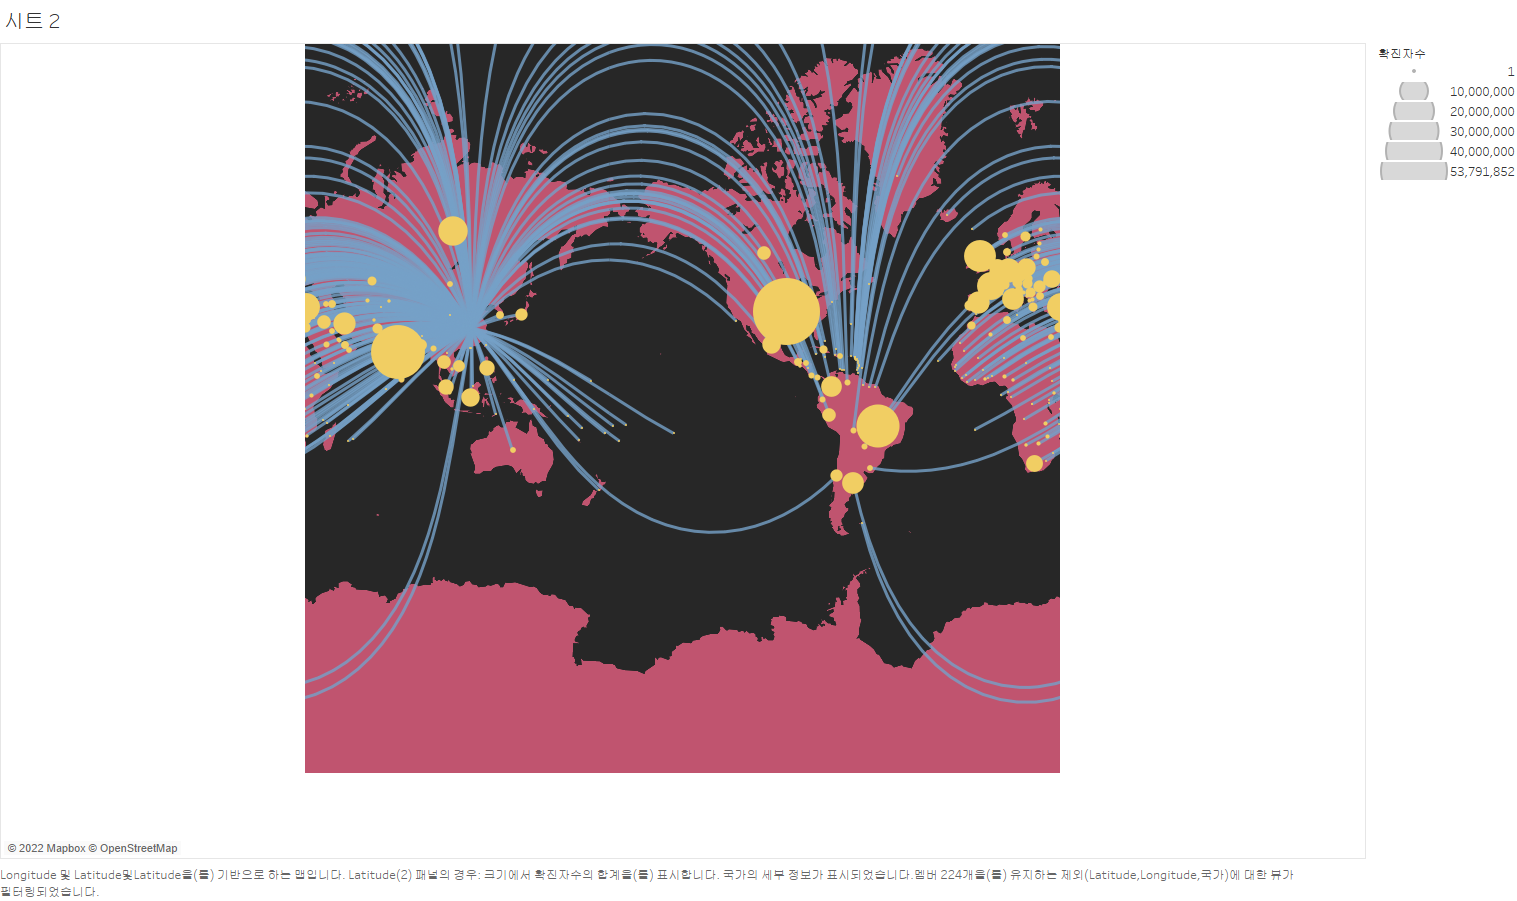 시트 2
확진자수
1
10,000,000
20,000,000
30,000,000
40,000,000
53,791,852
© 2022 Mapbox © OpenStreetMap
Longitude 및 Latitude및Latitude을(를) 기반으로 하는 맵입니다. Latitude(2) 패널의 경우: 크기에서 확진자수의 합계을(를) 표시합니다. 국가의 세부 정보가 표시되었습니다.멤버 224개을(를) 유지하는 제외(Latitude,Longitude,국가)에 대한 뷰가
필터링되었습니다.